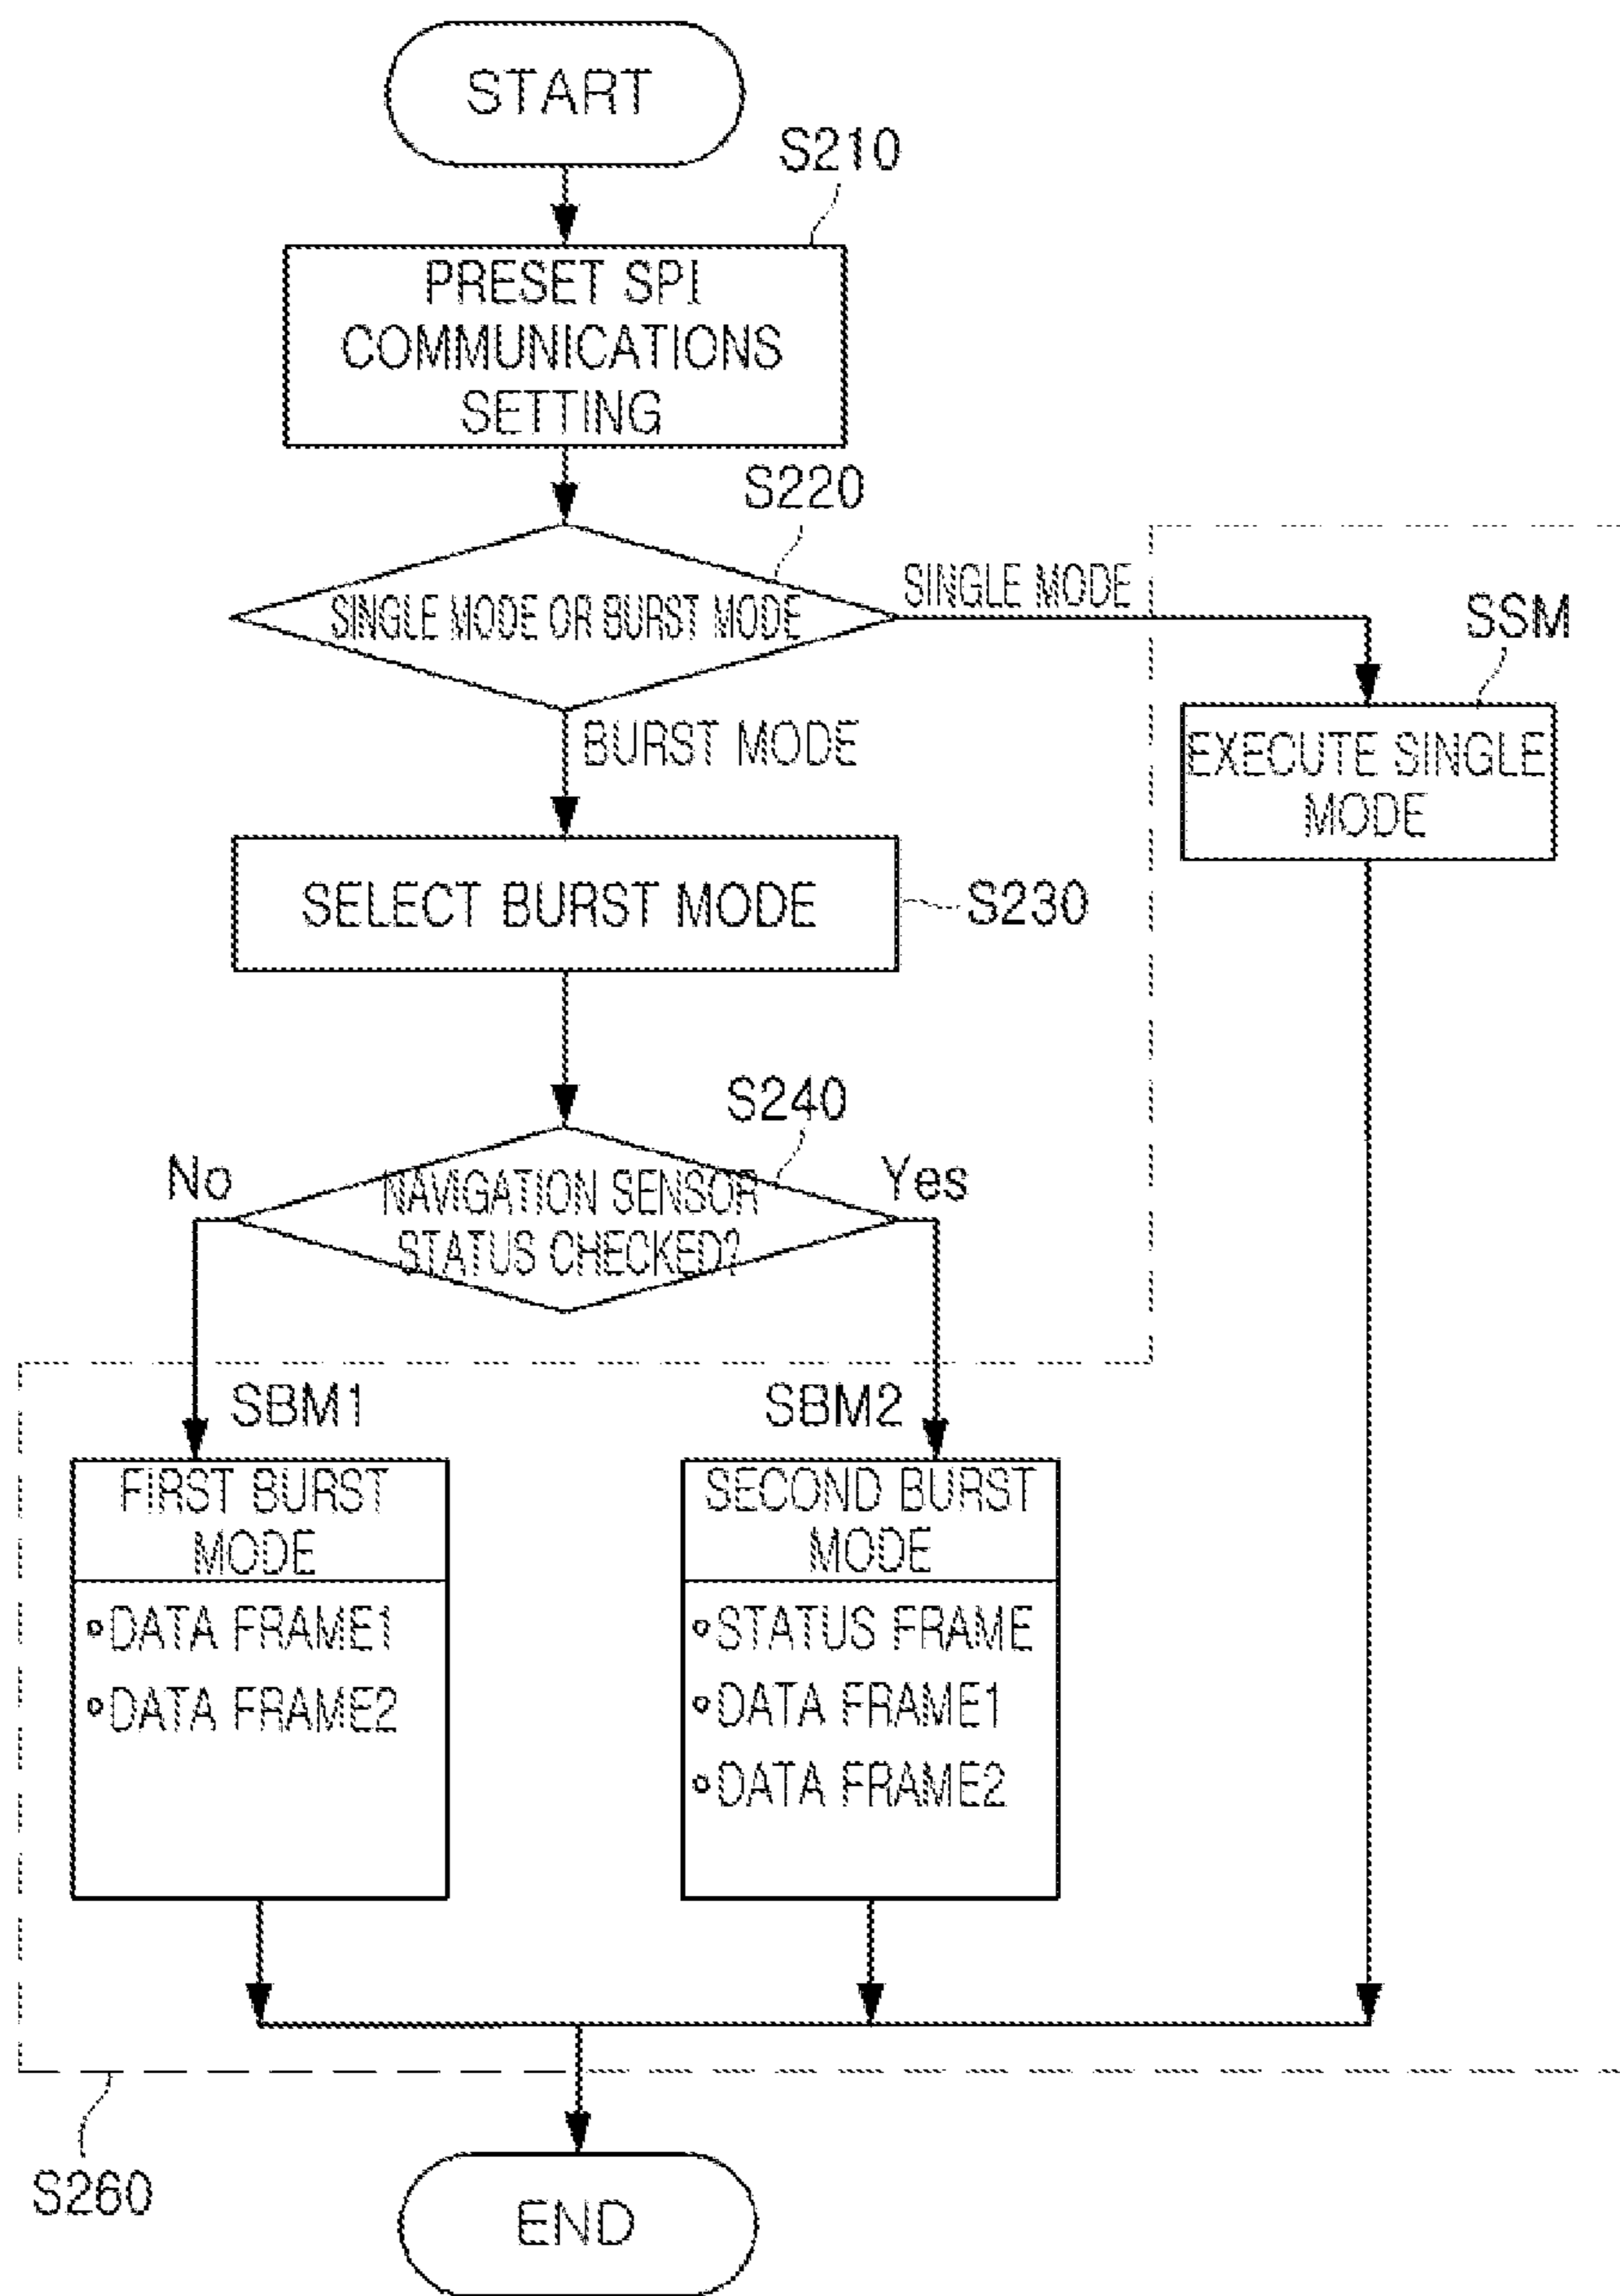 START
S210
PRESET SPI
COMMUNICATIONS
SETTING
S220
SINGLE MODE OR BURST MODE
SINGLE MODE
SSM
BURST MODE
EXECUTE SINGLE
MODE
SELECT BURST MODE
S230
S240
No
NAVIGATION SENSOR
STATUS CHECKED?
Yes
SBM1
SBM2
FIRST BURST
MODE
DATA FRAME1
DATA FRAME2
SECOND BURST
MODE
STATUS FRAME
DATA FRAME1
DATA FRAME2
S260
END